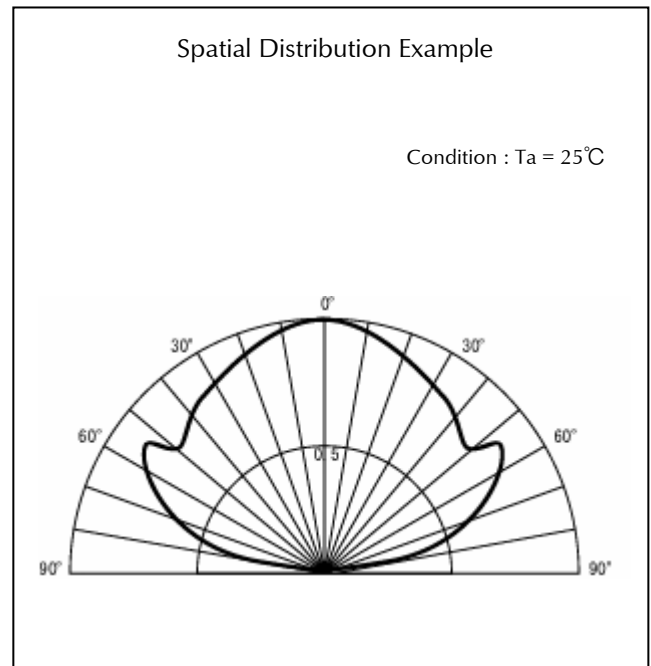 Spatial Distribution Example
Condition : Ta = 25℃
0°
30° 30°
60° 60°
0.5
90° 90°